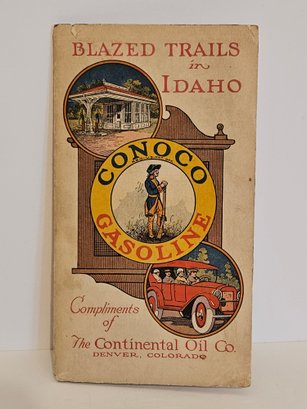 BLAZED TRAILS
in
IDAHO
CONOCO
GASOLINE
Compliments
of
The Continental Oil Co.
DENVER, COLORADO